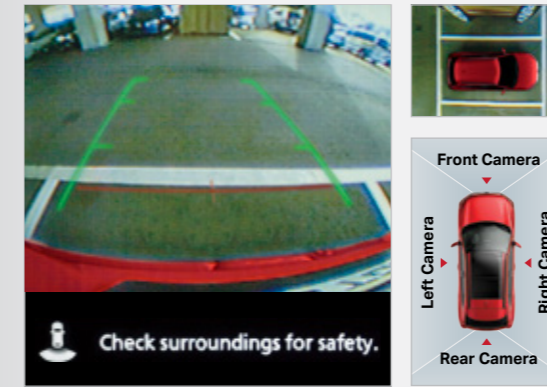 Check surroundings for safety.
Front Camera
Left Camera
Right Camera
Rear Camera